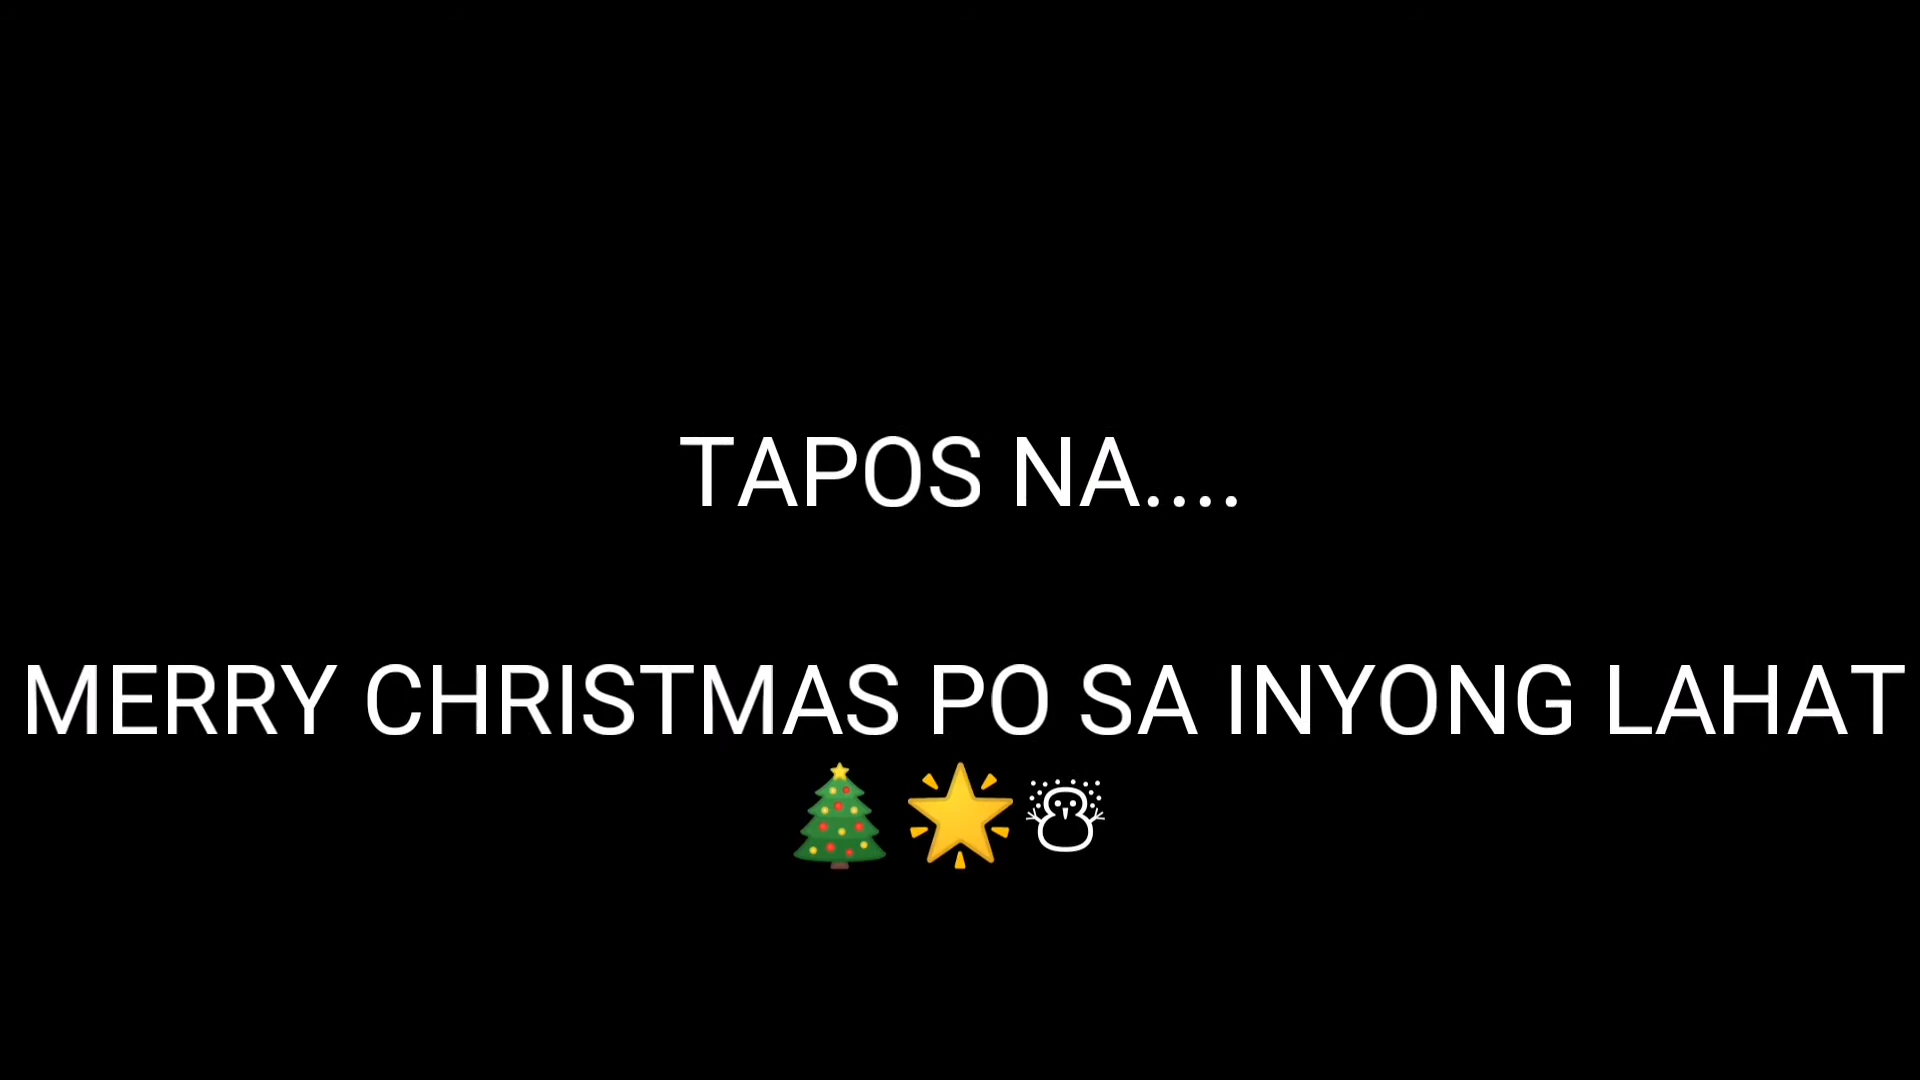 TAPOS NA....
MERRY CHRISTMAS PO SA INYONG LAHAT
🎄🌟☃